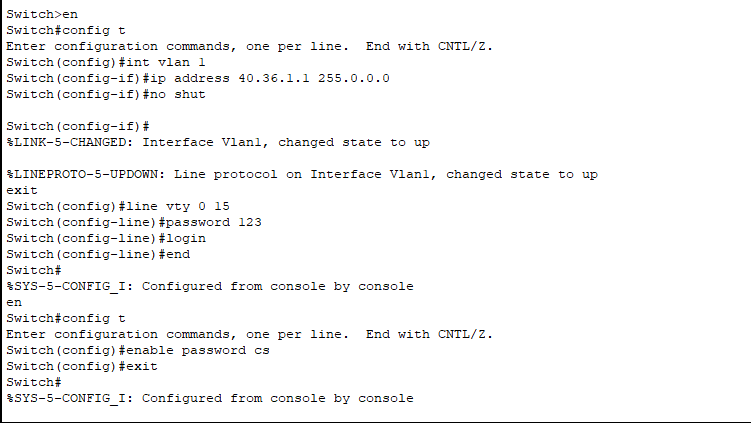 Switch>en
Switch#config t
Enter configuration commands, one per line.  End with CNTL/Z.
Switch(config)#int vlan 1
Switch(config-if)#ip address 40.36.1.1 255.0.0.0
Switch(config-if)#no shut
Switch(config-if)#
%LINK-5-CHANGED: Interface Vlan1, changed state to up
%LINEPROTO-5-UPDOWN: Line protocol on Interface Vlan1, changed state to up
exit
Switch(config)#line vty 0 15
Switch(config-line)#password 123
Switch(config-line)#login
Switch(config-line)#end
Switch#
%SYS-5-CONFIG_I: Configured from console by console
en
Switch#config t
Enter configuration commands, one per line.  End with CNTL/Z.
Switch(config)#enable password cs
Switch(config)#exit
Switch#
%SYS-5-CONFIG_I: Configured from console by console